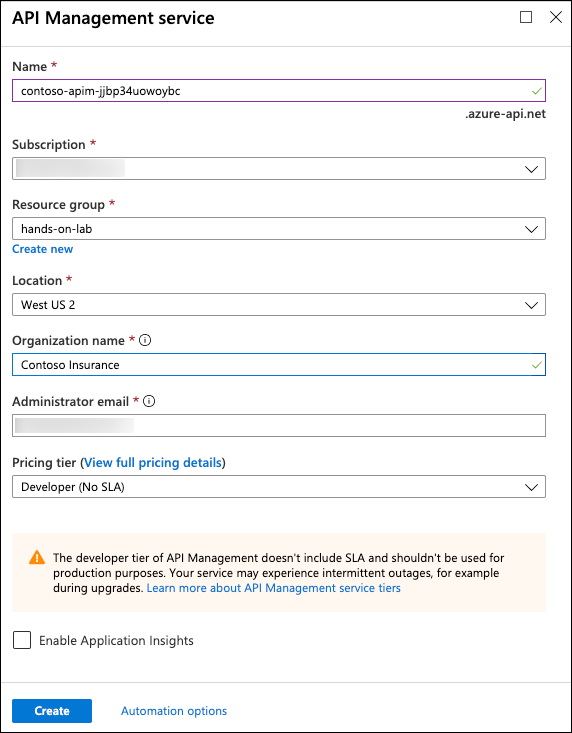 API Management service
Name *
contoso-apim-jjbp34uowoybc
.azure-api.net
Subscription *
Resource group *
hands-on-lab
Create new
Location *
West US 2
Organization name *
Contoso Insurance
Administrator email *
Pricing tier (View full pricing details)
Developer (No SLA)
The developer tier of API Management doesn't include SLA and shouldn't be used for
production purposes. Your service may experience intermittent outages, for example
during upgrades. Learn more about API Management service tiers
Enable Application Insights
Create
Automation options